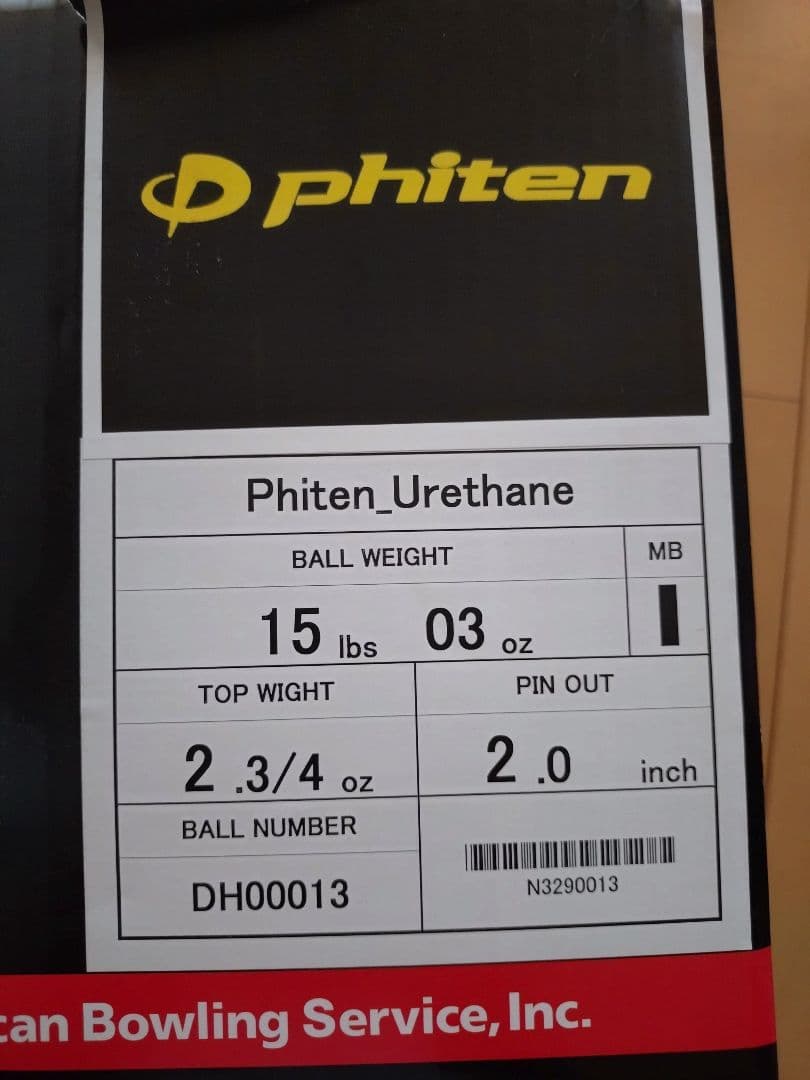 phiten
Phiten_Urethane
BALL WEIGHT
MB
15 lbs 03 oz
I
TOP WIGHT
PIN OUT
2 .3/4 oz
2 .0 inch
BALL NUMBER
DH00013
N3290013
can Bowling Service, Inc.